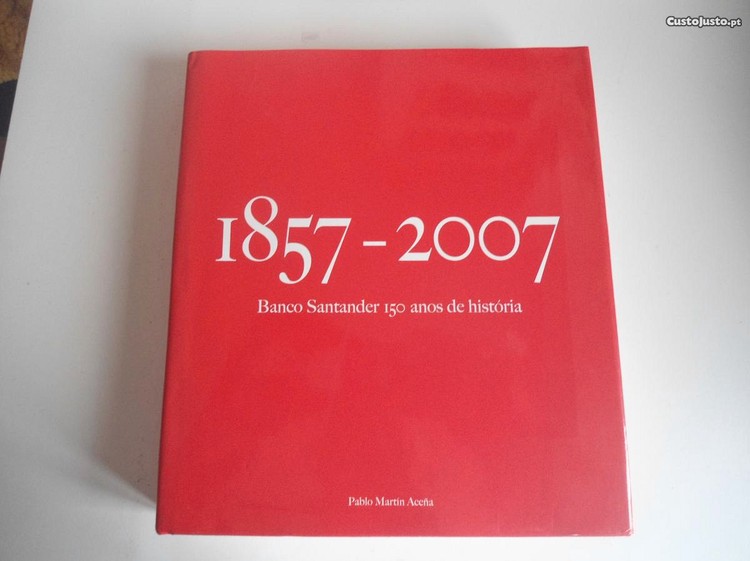 CustoJusto.pt
1857-2007
Banco Santander 150 anos de história
Pablo Martín Aceña